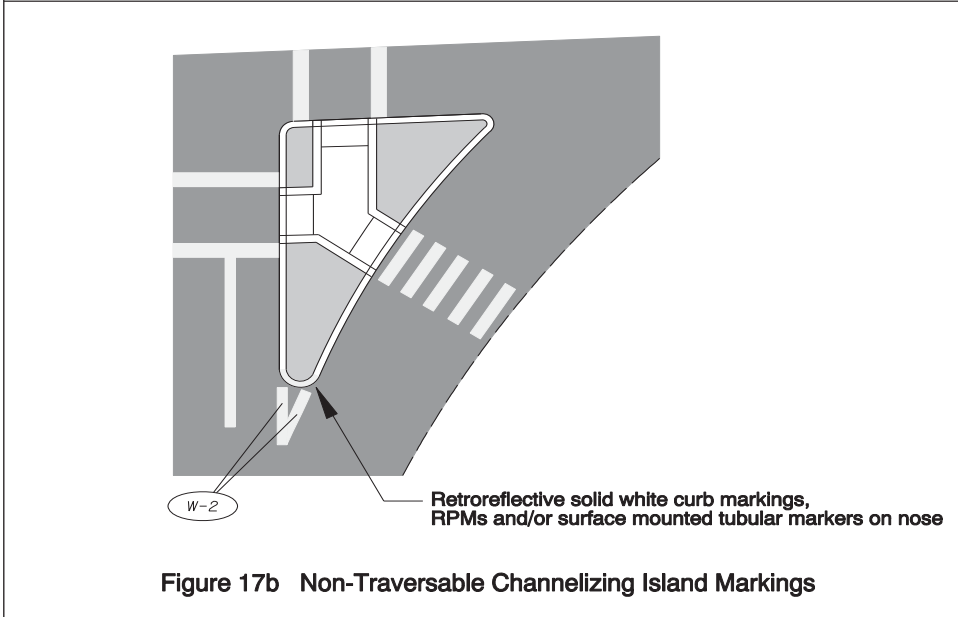 W-2
Retroreflective solid white curb markings,
RPMs and/or surface mounted tubular markers on nose
Figure 17b Non-Traversable Channelizing Island Markings